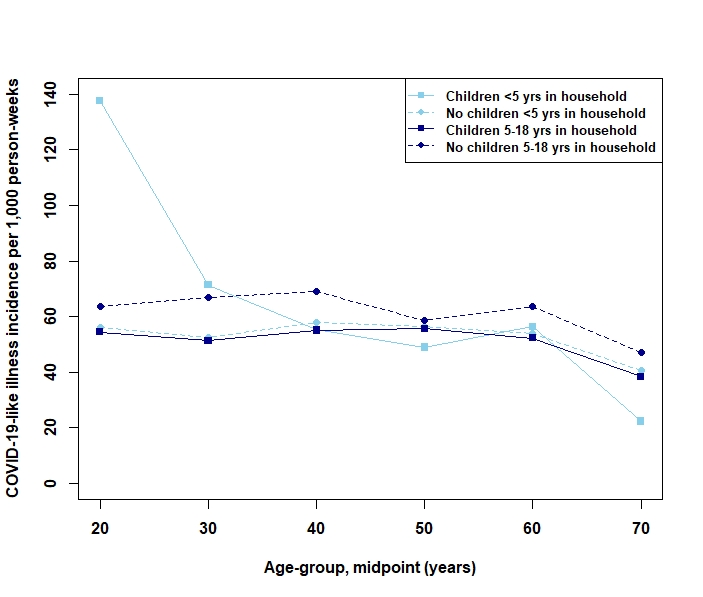 COVID-19-like illness incidence per 1,000 person-weeks
140
120
100
80
60
40
20
0
Children <5 yrs in household
No children <5 yrs in household
Children 5-18 yrs in household
No children 5-18 yrs in household
20 30 40 50 60 70
Age-group, midpoint (years)